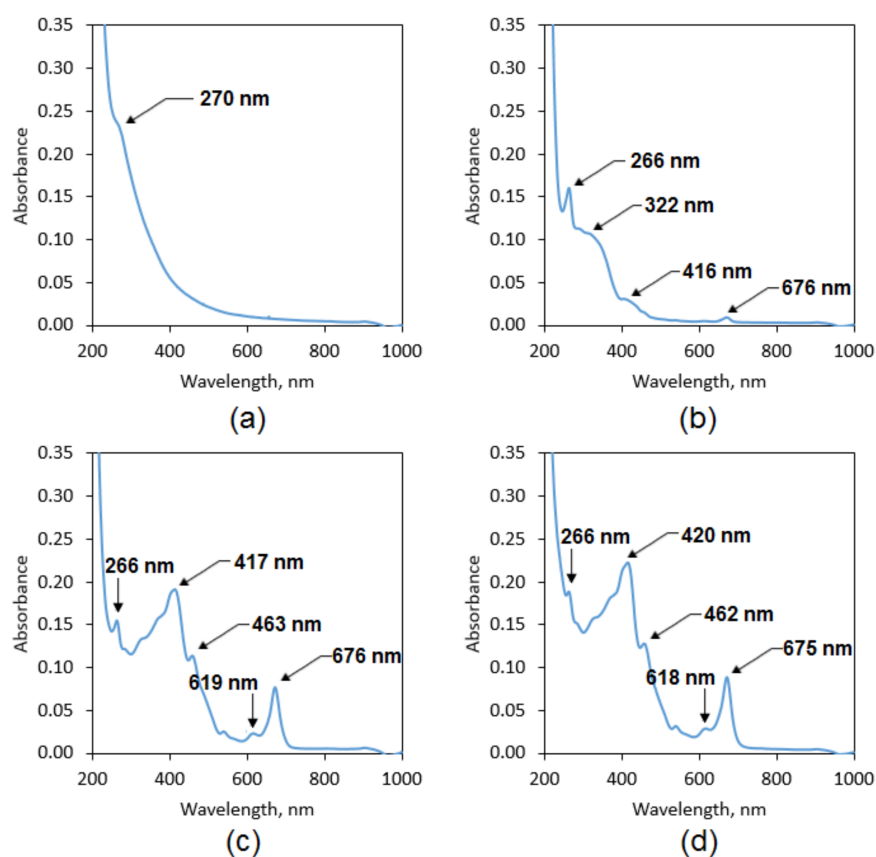 0.35
0.30
0.25
0.20
0.15
0.10
0.05
0.00
Absorbance
270 nm
200 400 600 800 1000
Wavelength, nm
(a)
0.35
0.30
0.25
0.20
0.15
0.10
0.05
0.00
Absorbance
266 nm
322 nm
416 nm
676 nm
200 400 600 800 1000
Wavelength, nm
(b)
0.35
0.30
0.25
0.20
0.15
0.10
0.05
0.00
Absorbance
266 nm
417 nm
463 nm
619 nm
676 nm
200 400 600 800 1000
Wavelength, nm
(c)
0.35
0.30
0.25
0.20
0.15
0.10
0.05
0.00
Absorbance
266 nm
420 nm
462 nm
618 nm
675 nm
200 400 600 800 1000
Wavelength, nm
(d)